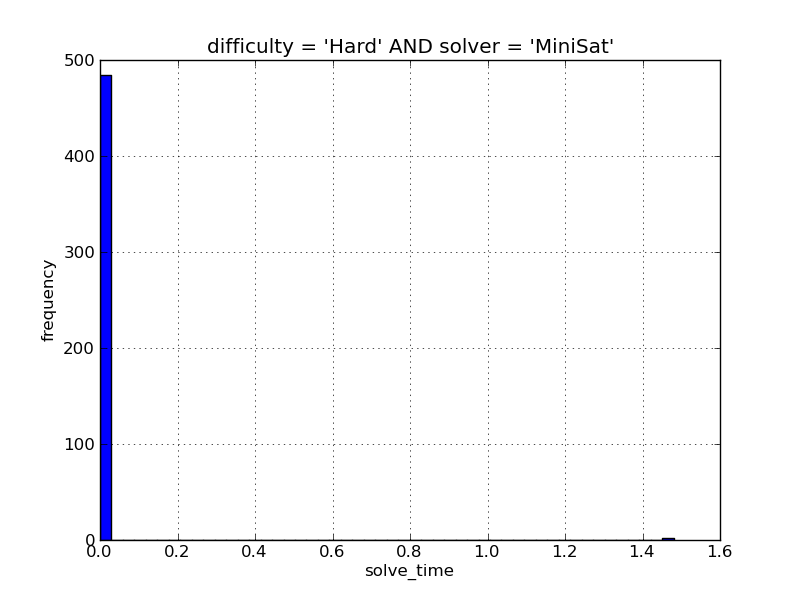 difficulty = 'Hard' AND solver = 'MiniSat'
500
400
300
200
100
0
frequency
0.0 0.2 0.4 0.6 0.8 1.0 1.2 1.4 1.6
solve_time